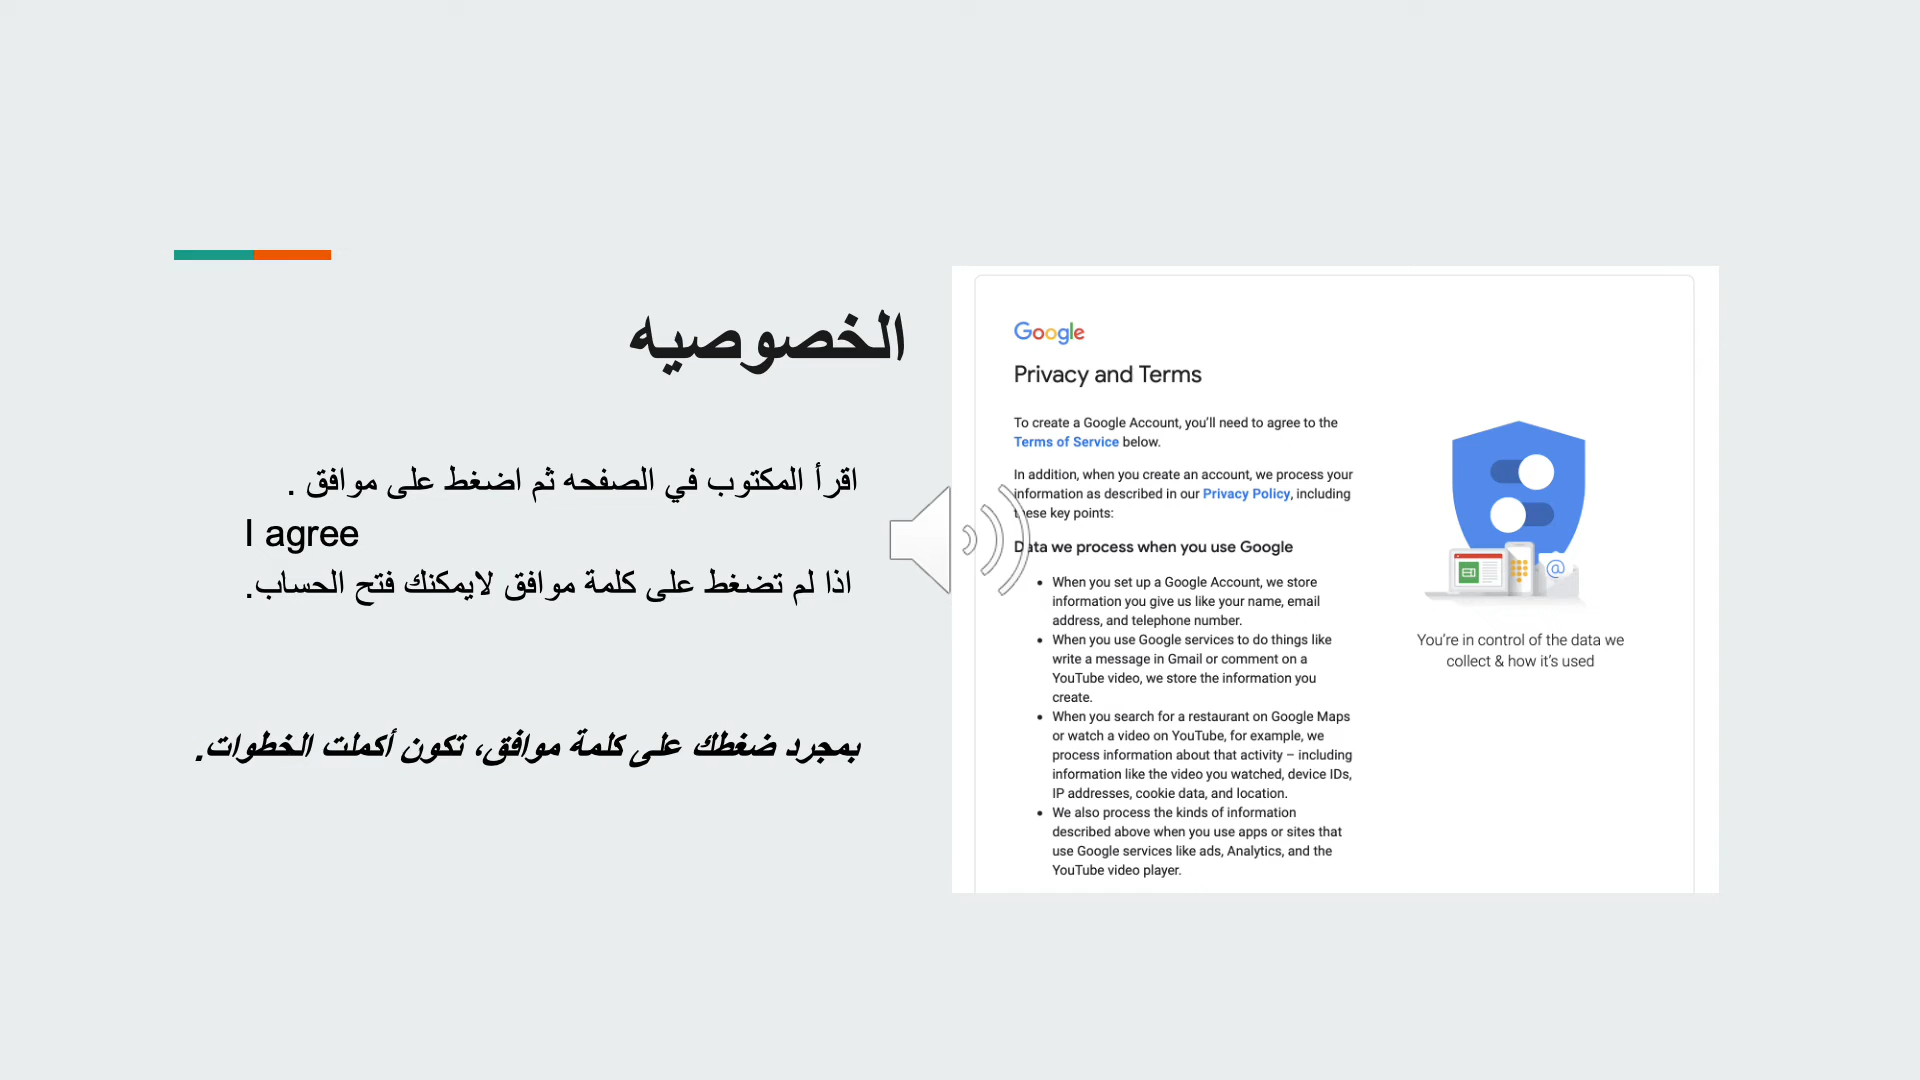 الخصوصيه
اقرأ المكتوب في الصفحه ثم اضغط على موافق .
I agree
اذا لم تضغط على كلمة موافق لايمكنك فتح الحساب.
بمجرد ضغطك على كلمة موافق، تكون أكملت الخطوات.
Google
Privacy and Terms
To create a Google Account, you’ll need to agree to the
Terms of Service below.
In addition, when you create an account, we process your
information as described in our Privacy Policy, including
these key points:
Data we process when you use Google
• When you set up a Google Account, we store
information you give us like your name, email
address, and telephone number.
• When you use Google services to do things like
write a message in Gmail or comment on a
YouTube video, we store the information you
create.
• When you search for a restaurant on Google Maps
or watch a video on YouTube, for example, we
process information about that activity – including
information like the video you watched, device IDs,
IP addresses, cookie data, and location.
• We also process the kinds of information
described above when you use apps or sites that
use Google services like ads, Analytics, and the
YouTube video player.
@
You’re in control of the data we
collect & how it’s used